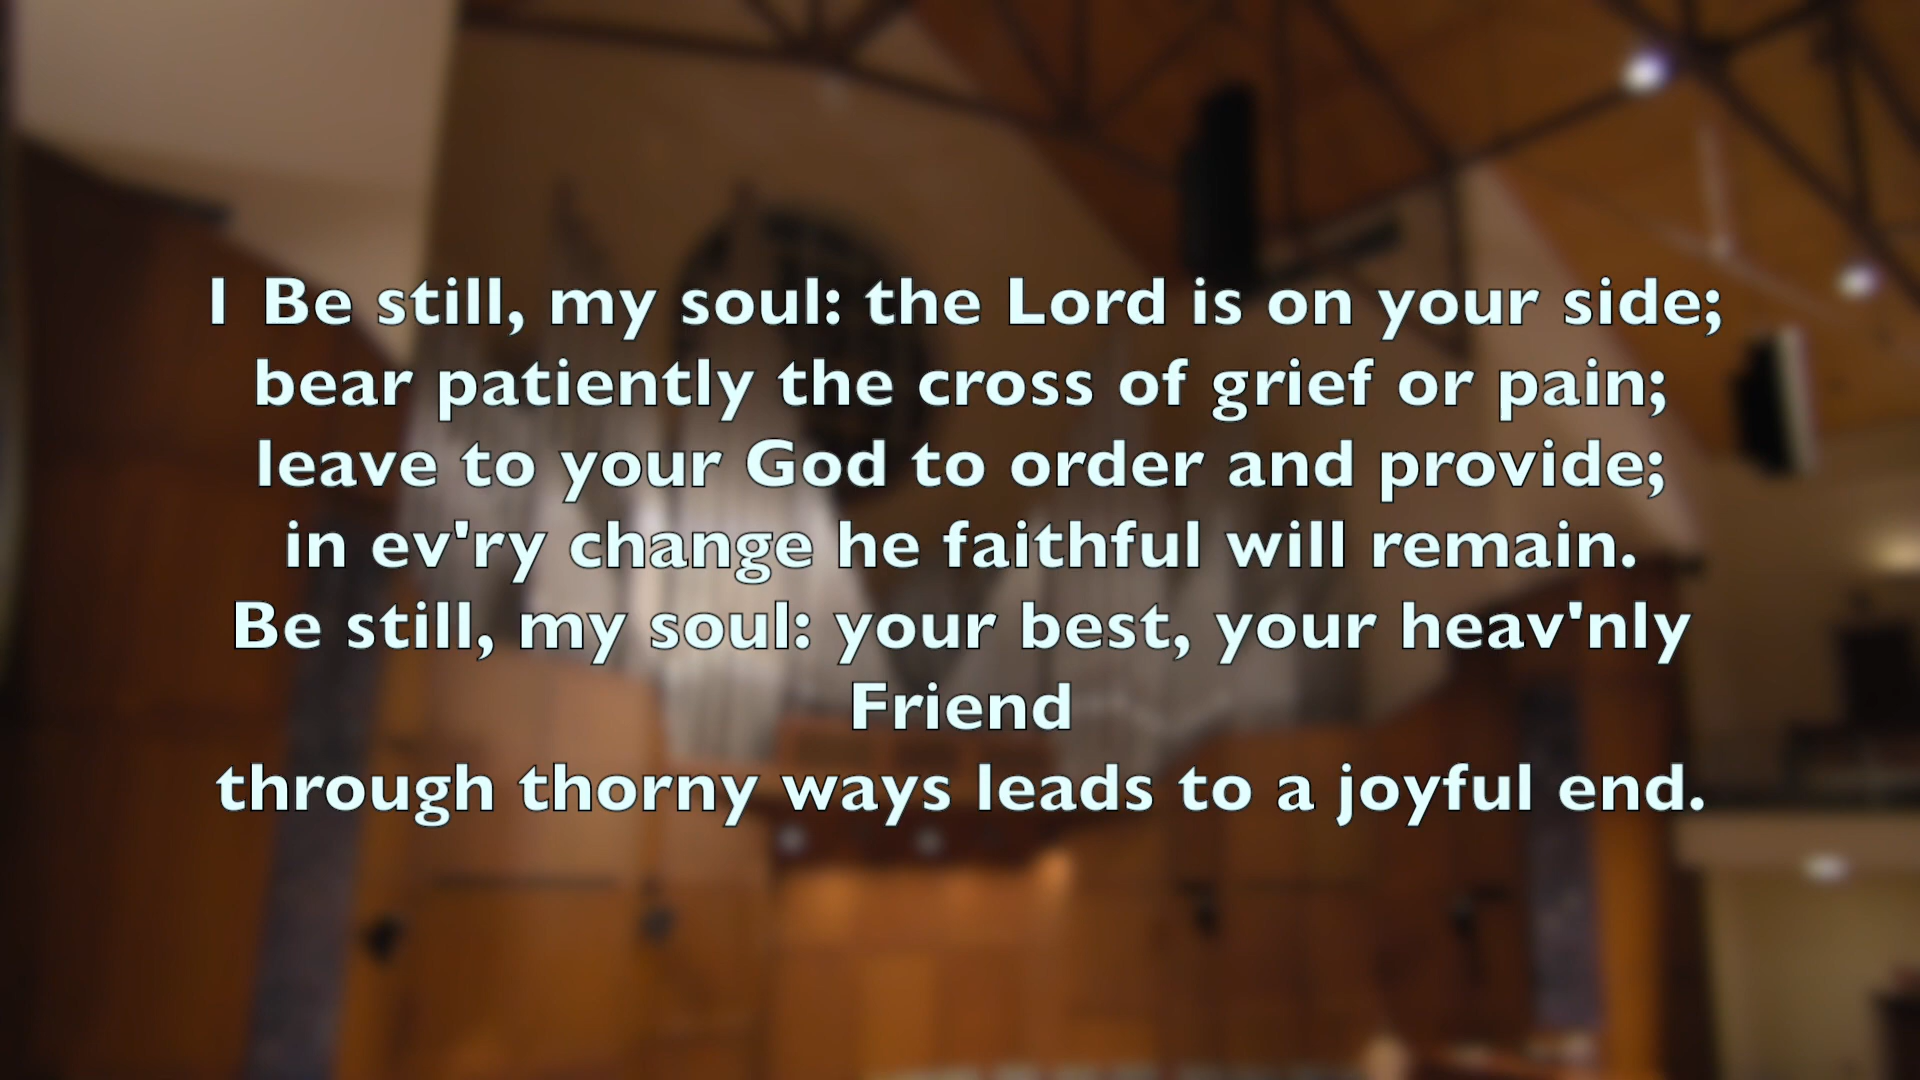 1 Be still, my soul: the Lord is on your side;
bear patiently the cross of grief or pain;
leave to your God to order and provide;
in ev'ry change he faithful will remain.
Be still, my soul: your best, your heav'nly
Friend
through thorny ways leads to a joyful end.